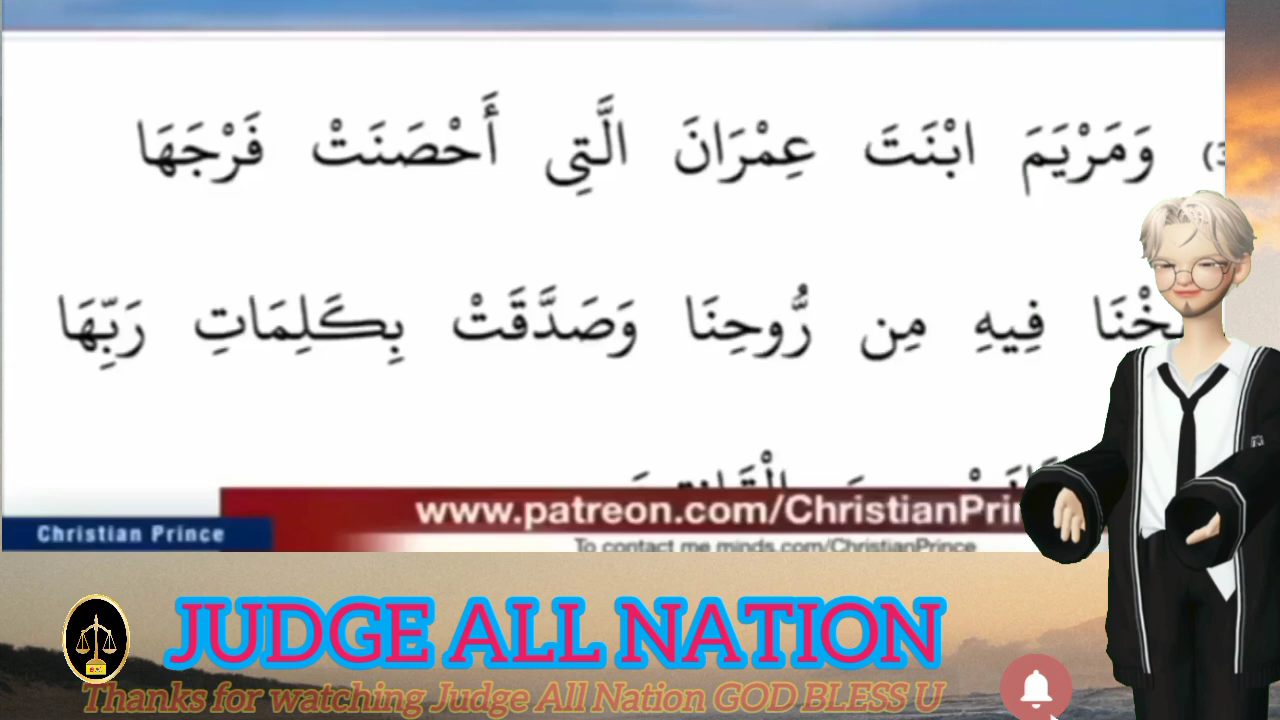 وَمَرْيَمَ ابْنَتَ عِمْرَانَ الَّتِي أَحْصَنَتْ فَرْجَهَا
فِيهِ مِن رُّوحِنَا وَصَدَّقَتْ بِكَلِمَاتِ رَبِّهَا
www.patreon.com/ChristianPri
Christian Prince
To contact me minds.com/ChristianPrince
JUDGE ALL NATION
Thanks for watching Judge All Nation GOD BLESS U